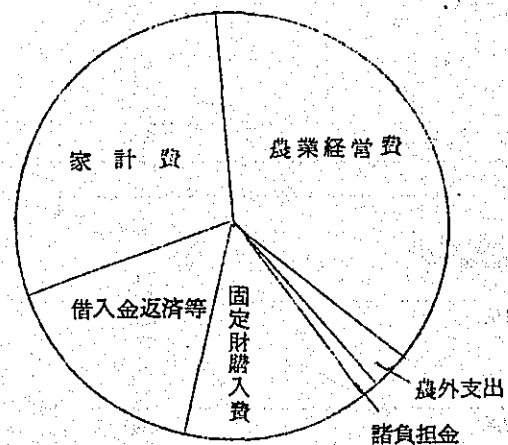 家計費
農業経営費
借入金返済等
固定財購入費
農外支出
諸負担金